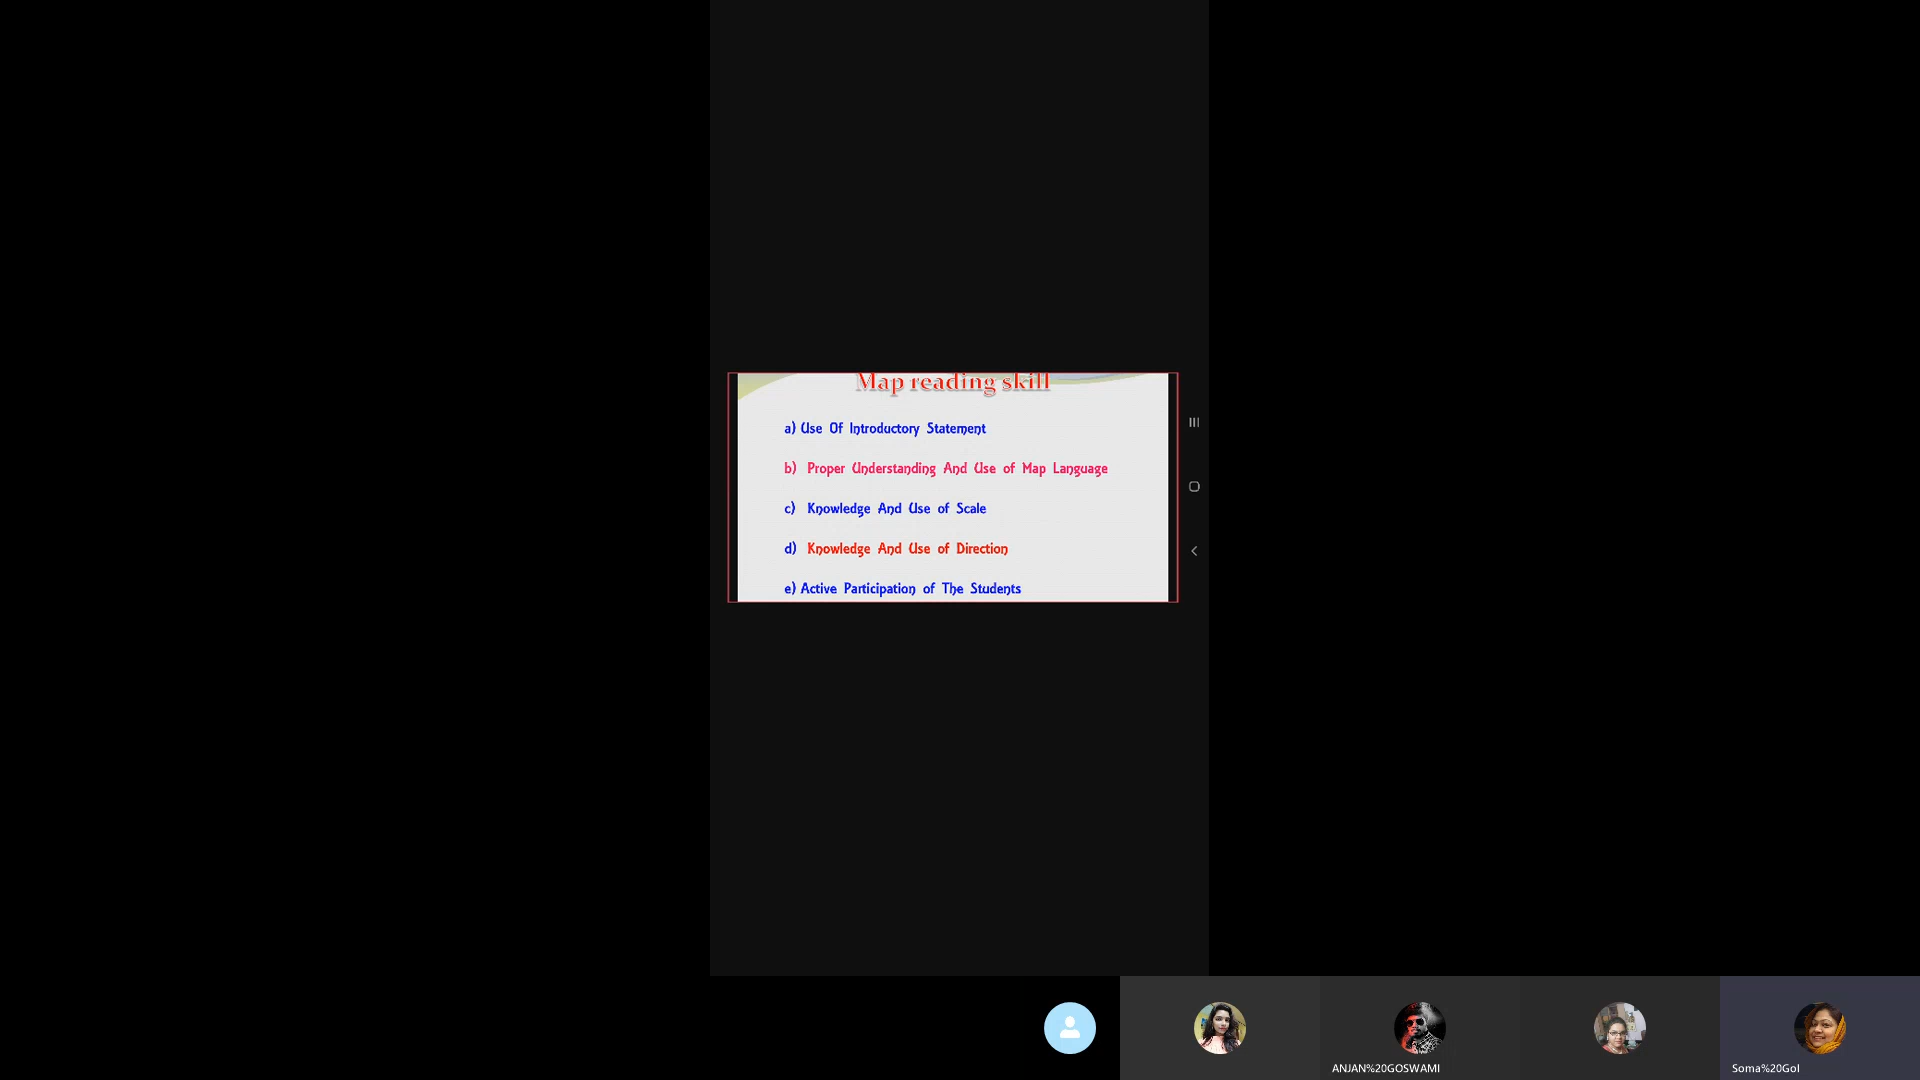 Map reading skill
a) Use Of Introductory Statement
b) Proper Understanding And Use of Map Language
c) Knowledge And Use of Scale
d) Knowledge And Use of Direction
e) Active Participation of The Students
ANJAN%20GOSWAMI
Soma%20Gol